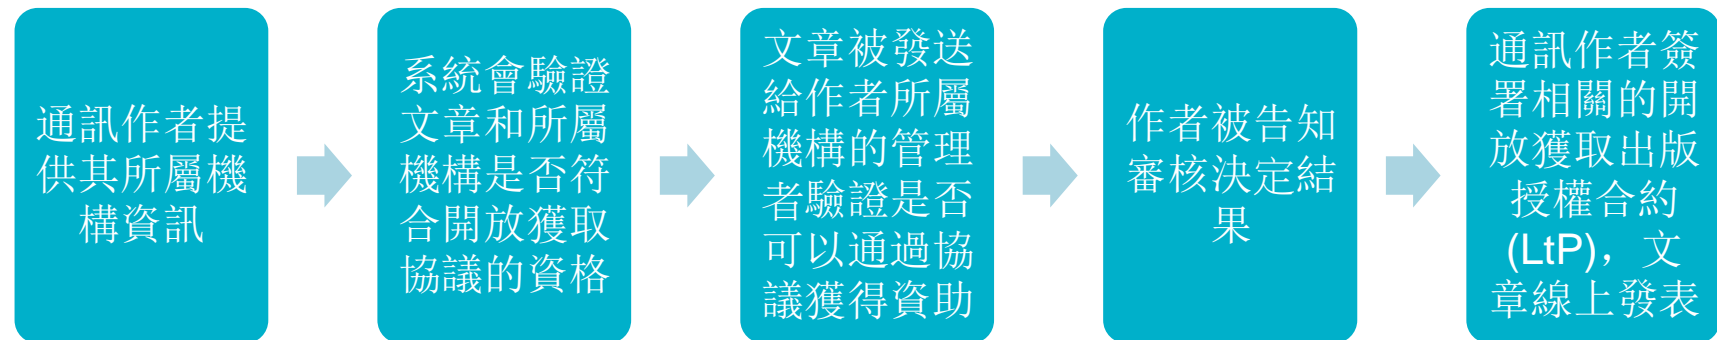 通訊作者提
供其所屬機
構資訊
系統會驗證
文章和所屬
機構是否符
合開放獲取
協議的資格
文章被發送
給作者所屬
機構的管理
者驗證是否
可以通過協
議獲得資助
作者被告知
審核決定結
果
通訊作者簽
署相關的開
放獲取出版
授權合約
(LtP)，文
章線上發表